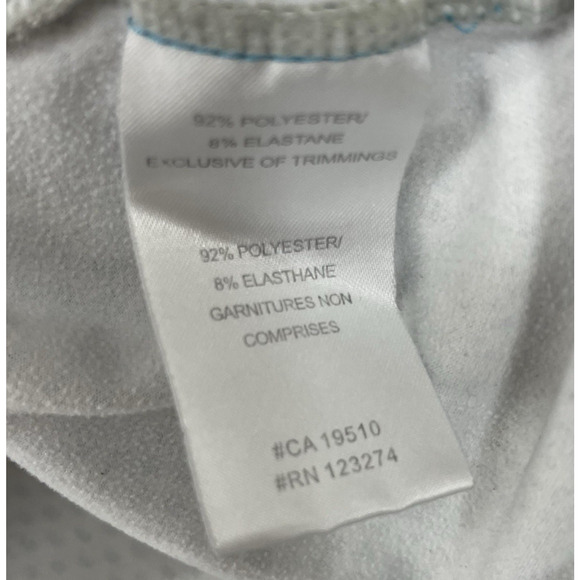 92% POLYESTER/
8% ELASTANE
EXCLUSIVE OF TRIMMINGS
92% POLYESTER/
8% ELASTHANE
GARNITURES NON
COMPRISES
#CA 19510
#RN 123274